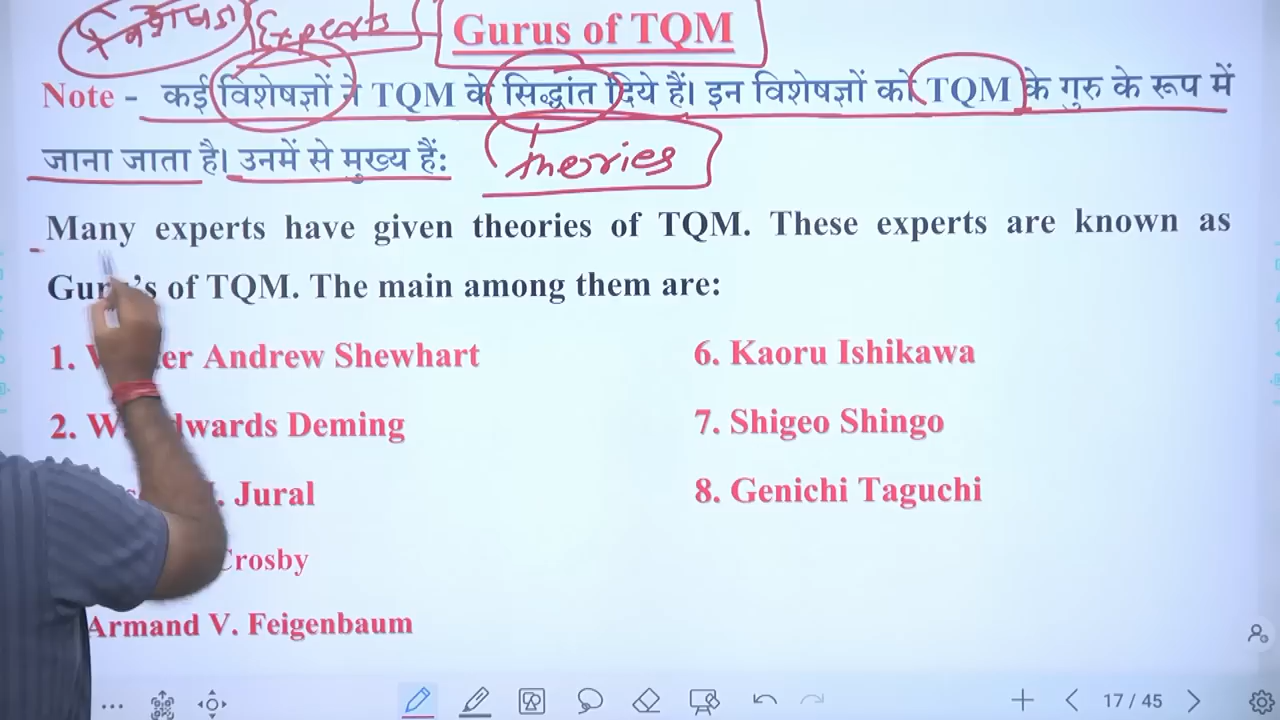 विशेषज्ञ Experts Gurus of TQM
Note - कई विशेषज्ञों ने TQM के सिद्धांत दिये हैं। इन विशेषज्ञों को TQM के गुरु के रूप में
जाना जाता है। उनमें से मुख्य हैं: theories
Many experts have given theories of TQM. These experts are known as
of TQM. The main among them are:
1. Andrew Shewhart
2. Deming
Jural
Crosby
Armand V. Feigenbaum
6. Kaoru Ishikawa
7. Shigeo Shingo
8. Genichi Taguchi
17 / 45